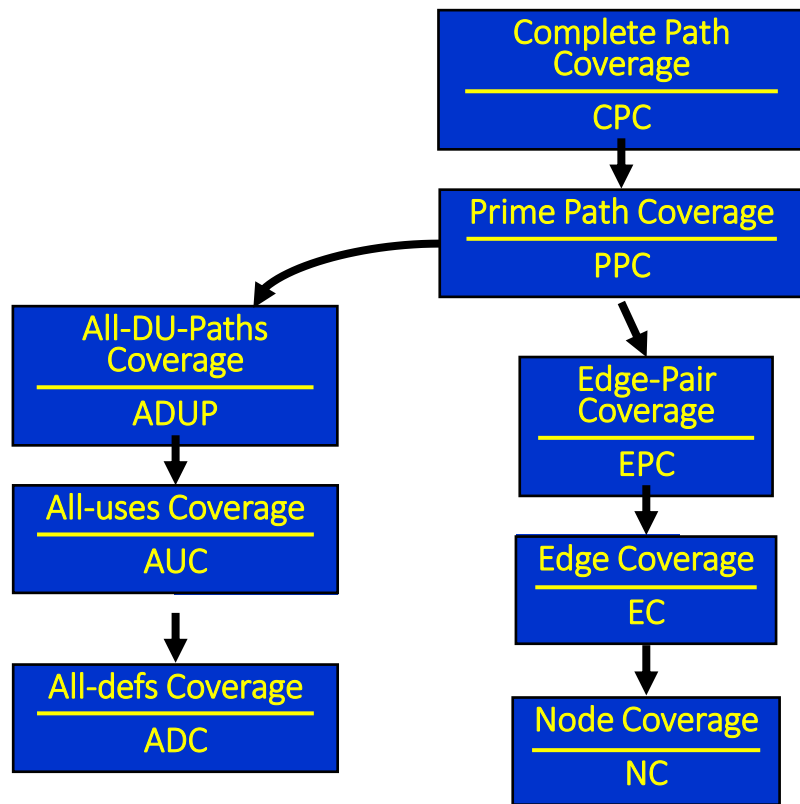 Complete Path
Coverage
CPC
Prime Path Coverage
PPC
All-DU-Paths
Coverage
ADUP
Edge-Pair
Coverage
EPC
All-uses Coverage
AUC
Edge Coverage
EC
All-defs Coverage
ADC
Node Coverage
NC